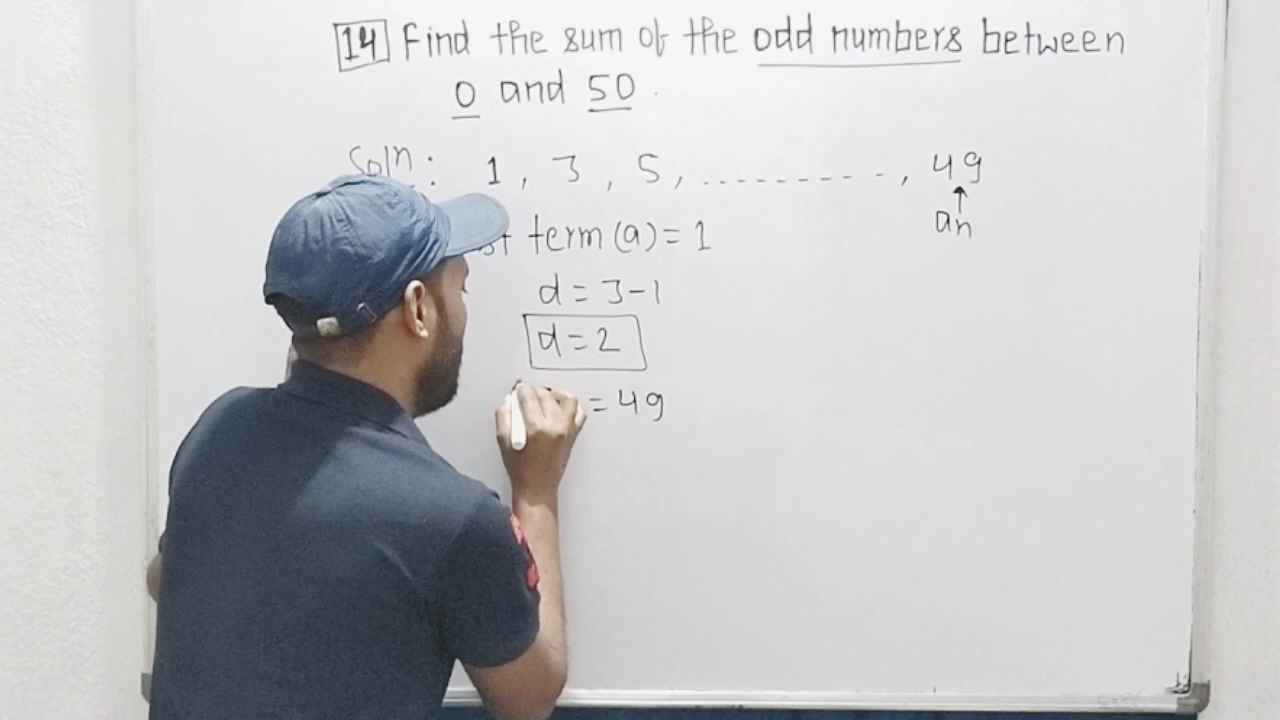 14 Find the sum of the odd numbers between
0 and 50.
Soln: 1, 3, 5, ..........., 49
an
term (a) = 1
d = 3-1
d = 2
= 49